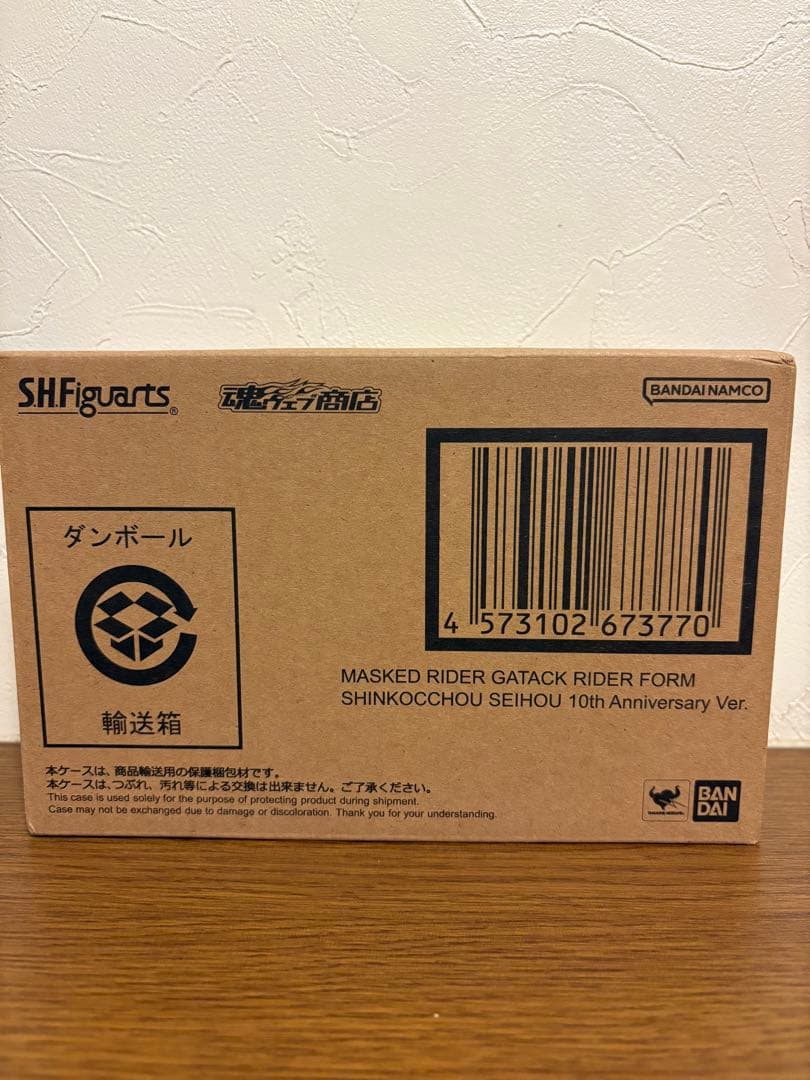 S.H.Figuarts®
魂ウェブ商店
BANDAI NAMCO
ダンボール
輸送箱
4 573102 673770
MASKED RIDER GATACK RIDER FORM
SHINKOCCHOU SEIHOU 10th Anniversary Ver.
本ケースは、商品輸送用の保護梱包材です。
本ケースは、つぶれ、汚れ等による交換は出来ません。ご了承ください。
This case is used solely for the purpose of protecting product during shipment.
Case may not be exchanged due to damage or discoloration. Thank you for your understanding.
TAMASHII NATIONS
BAN
DAI